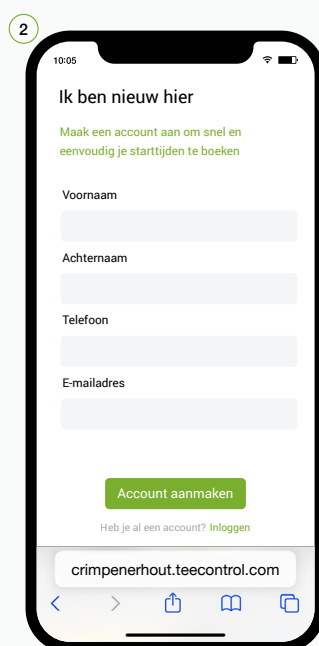 2
10:05
Ik ben nieuw hier
Maak een account aan om snel en
eenvoudig je starttijden te boeken
Voornaam
Achternaam
Telefoon
E-mailadres
Account aanmaken
Heb je al een account? Inloggen
crimpenerhout.teecontrol.com